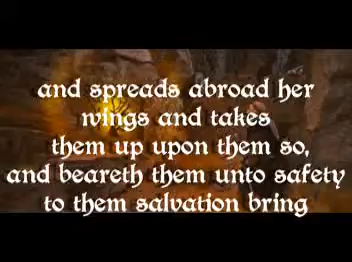 and spreads abroad her
wings and takes
them up upon them so,
and beareth them unto safety
to them salvation bring